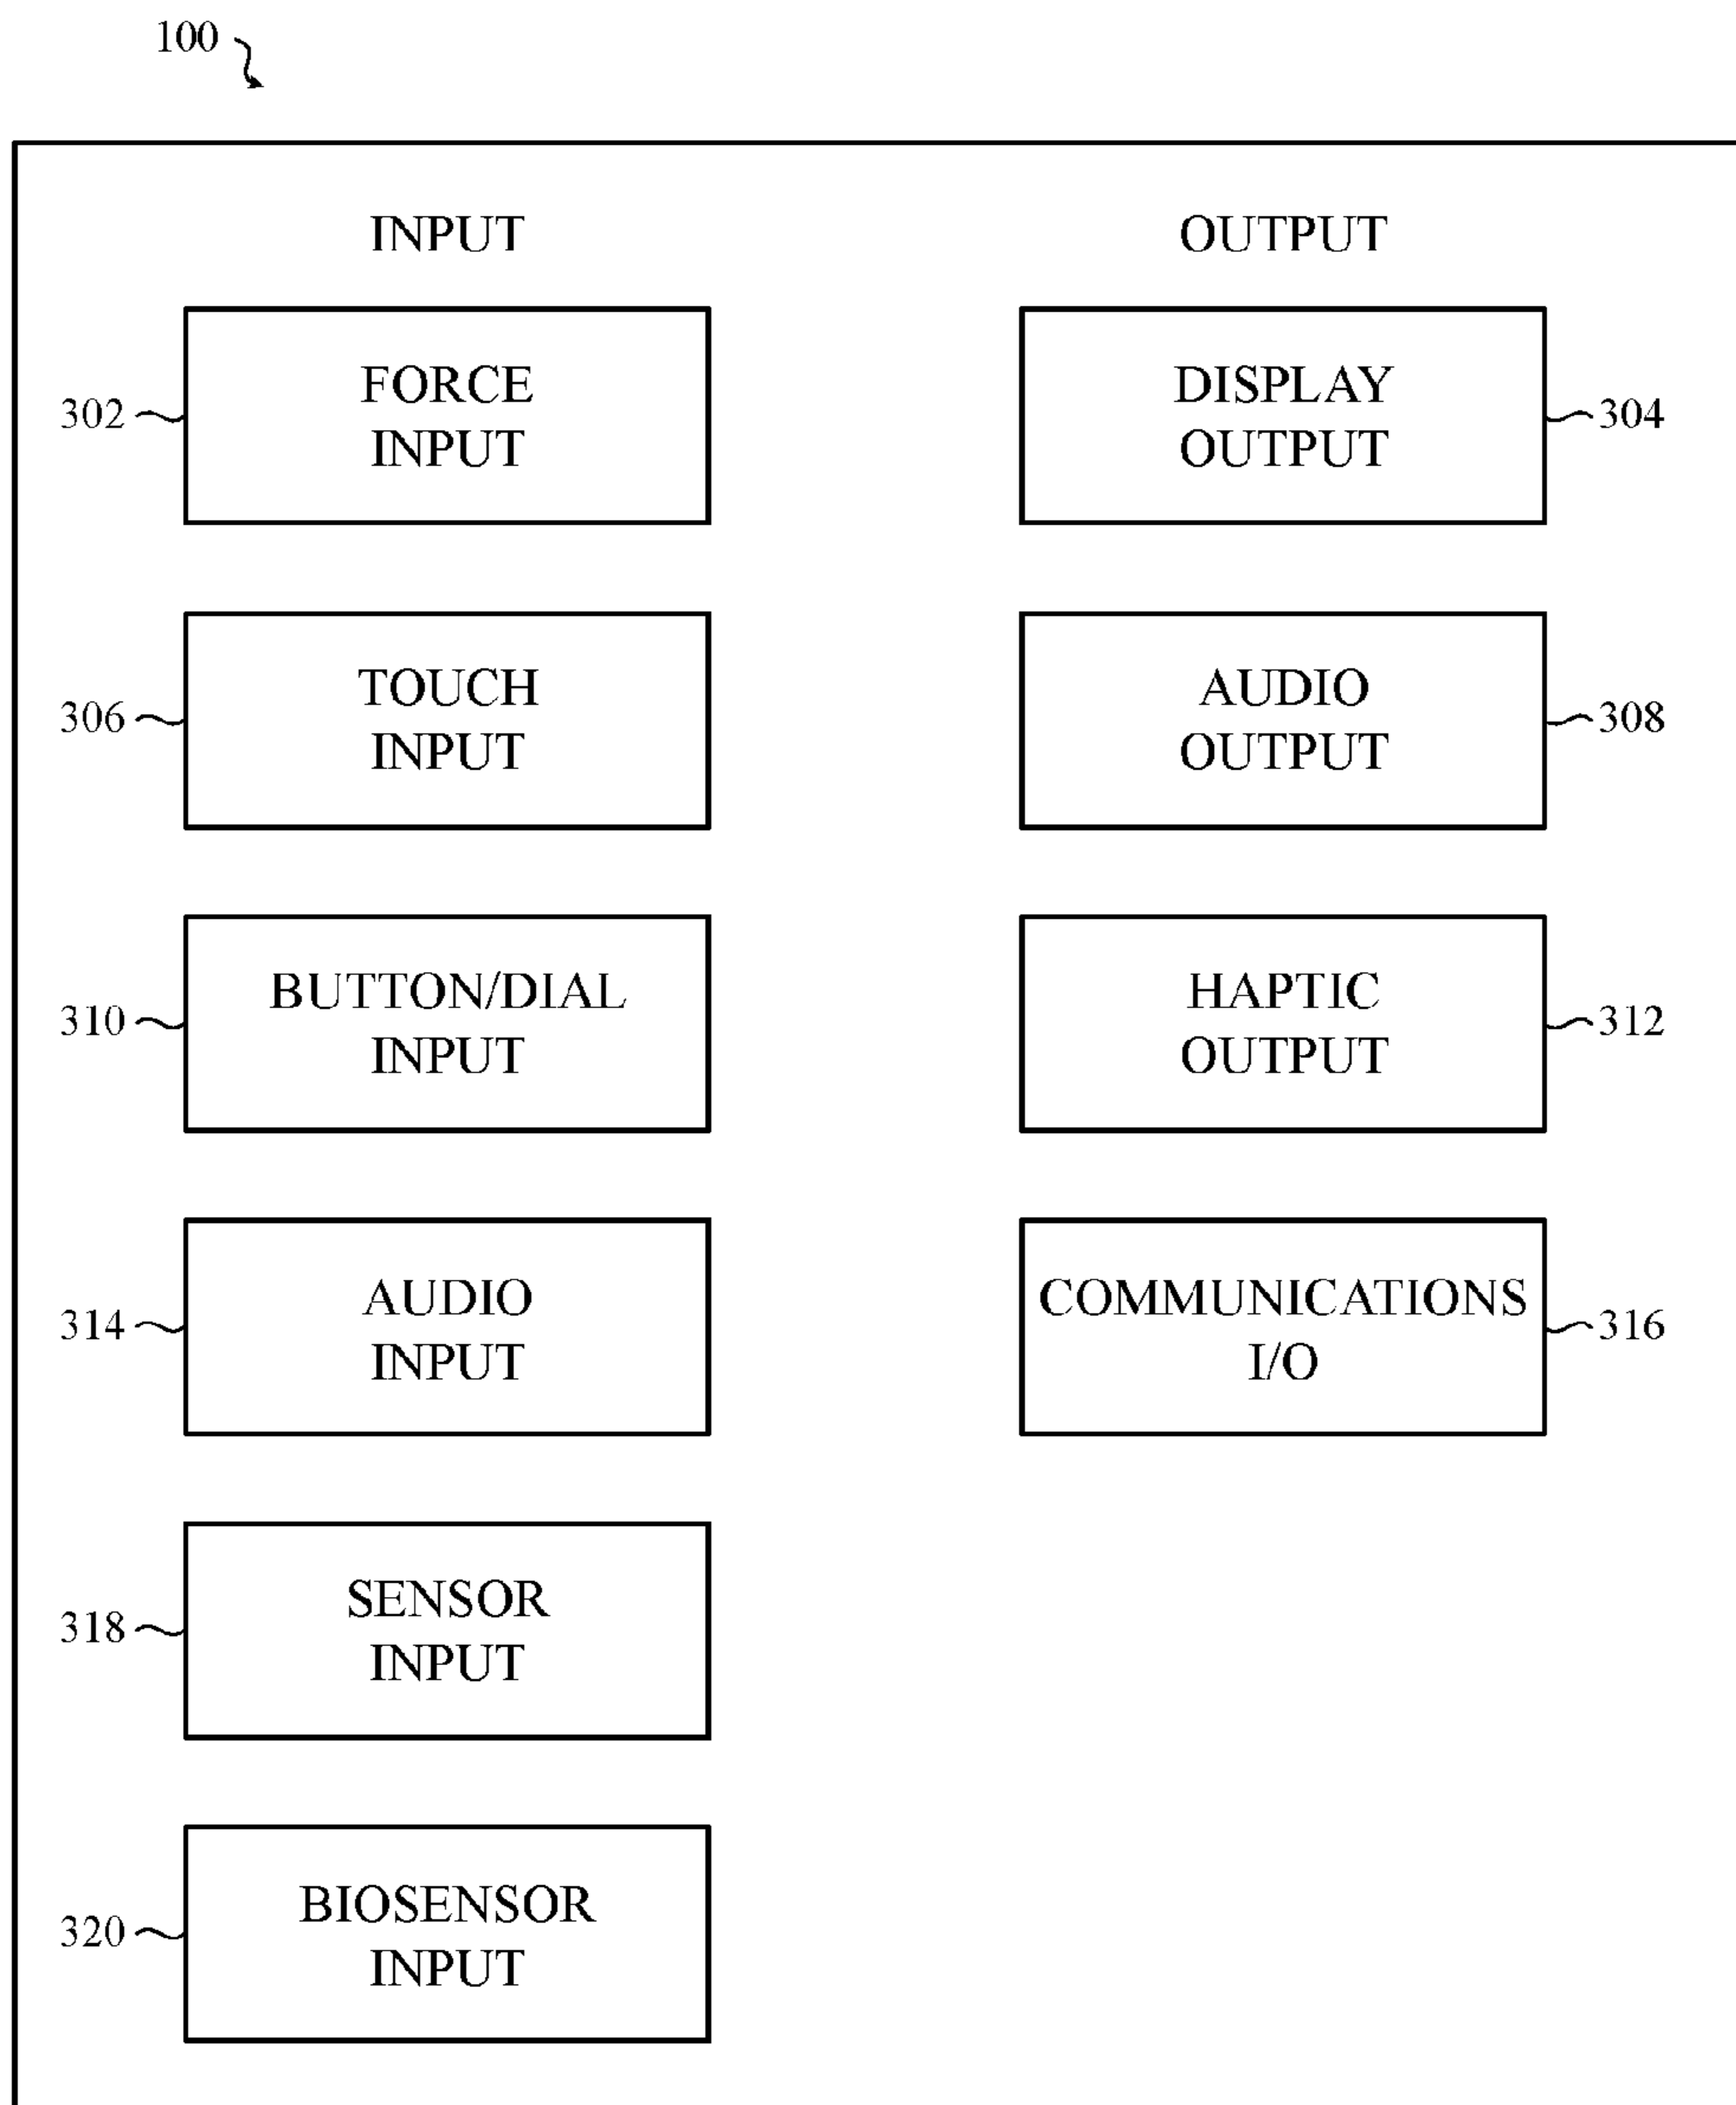 100
INPUT
OUTPUT
302
FORCE
INPUT
DISPLAY
OUTPUT
304
306
TOUCH
INPUT
AUDIO
OUTPUT
308
310
BUTTON/DIAL
INPUT
HAPTIC
OUTPUT
312
314
AUDIO
INPUT
COMMUNICATIONS
I/O
316
318
SENSOR
INPUT
320
BIOSENSOR
INPUT